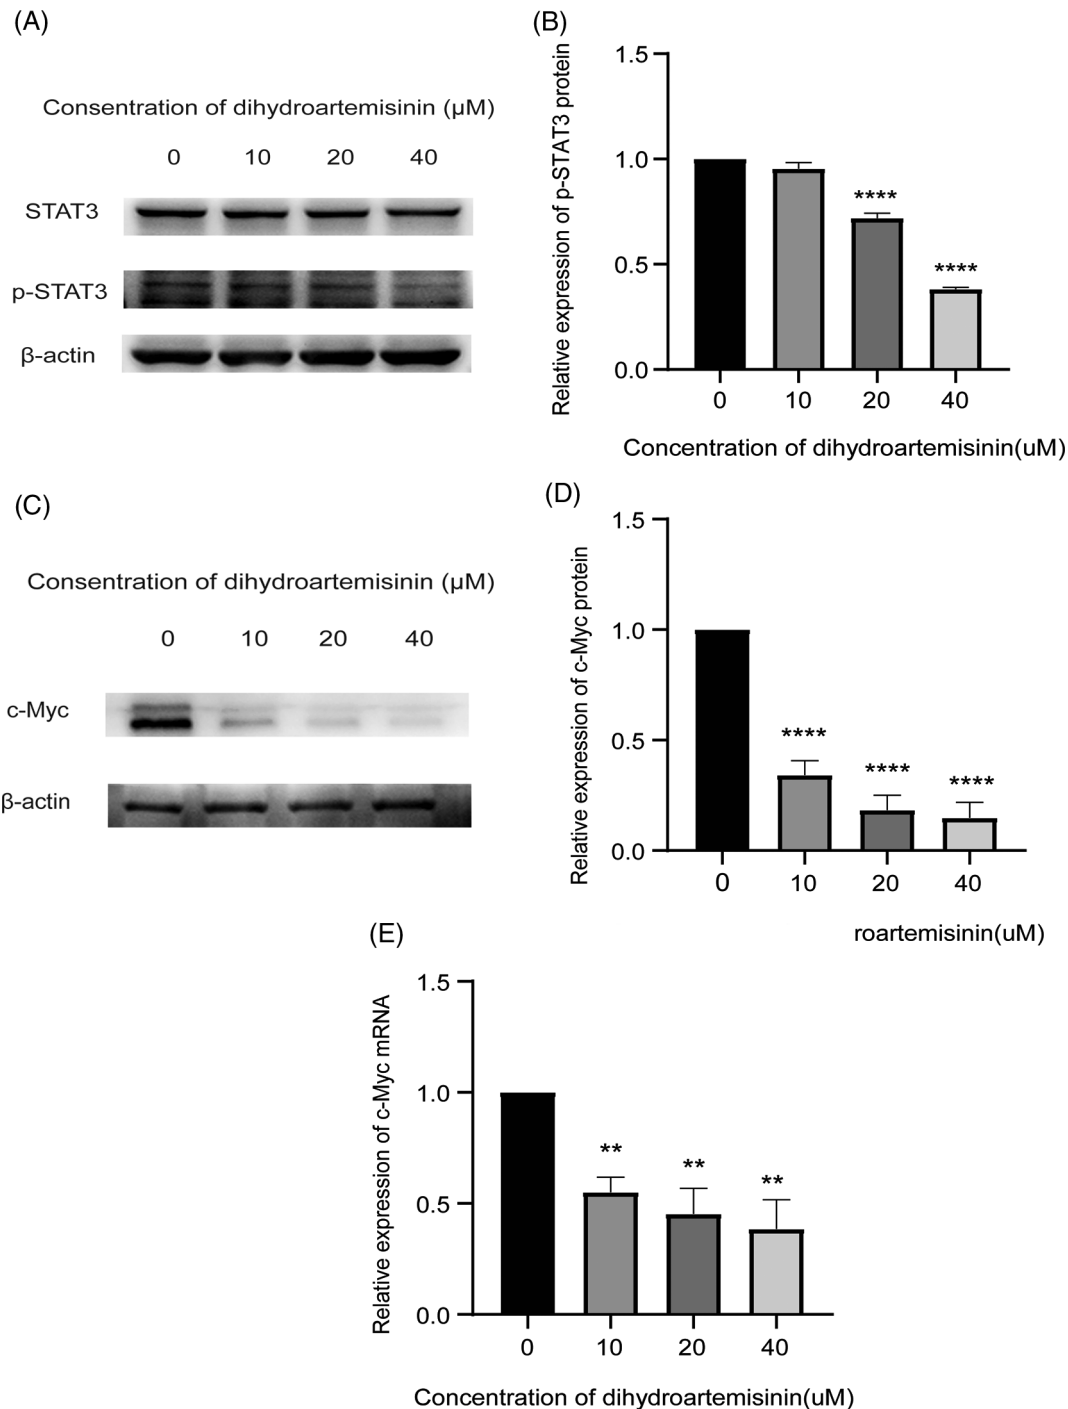 (A)
Consentration of dihydroartemisinin (μM)
0 10 20 40
STAT3
p-STAT3
β-actin
(B)
Relative expression of p-STAT3 protein
1.5
1.0
0.5
0.0
****
****
0 10 20 40
Concentration of dihydroartemisinin(uM)
(C)
Consentration of dihydroartemisinin (μM)
0 10 20 40
c-Myc
β-actin
(D)
Relative expression of c-Myc protein
1.5
1.0
0.5
0.0
****
****
****
0 10 20 40
roartemisinin(uM)
(E)
Relative expression of c-Myc mRNA
1.5
1.0
0.5
0.0
**
**
**
0 10 20 40
Concentration of dihydroartemisinin(uM)